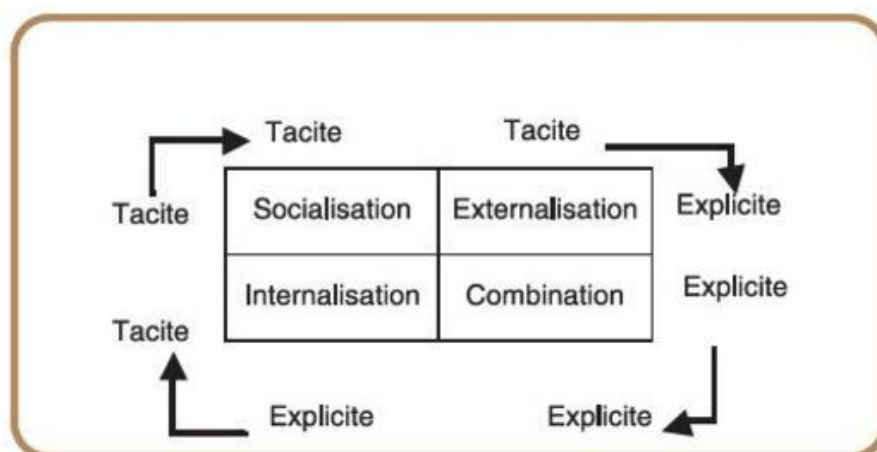 Tacite Tacite
Tacite Socialisation Externalisation Explicite
Internalisation Combination Explicite
Tacite
Explicite Explicite